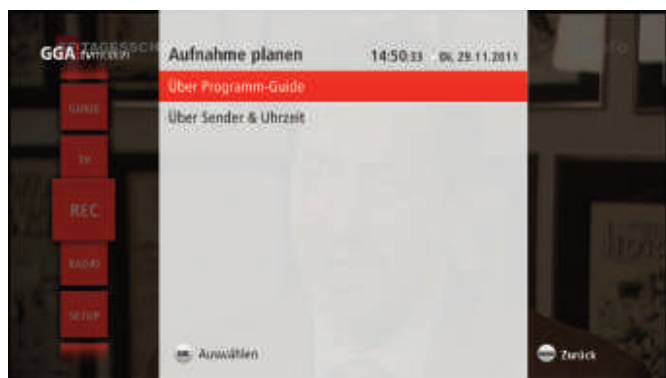 GGA
Aufnahme planen 14:50:33 Di, 29.11.2011
Über Programm-Guide
Über Sender & Uhrzeit
GUIDE
TV
REC
RADIO
SETUP
Auswählen
Zurück